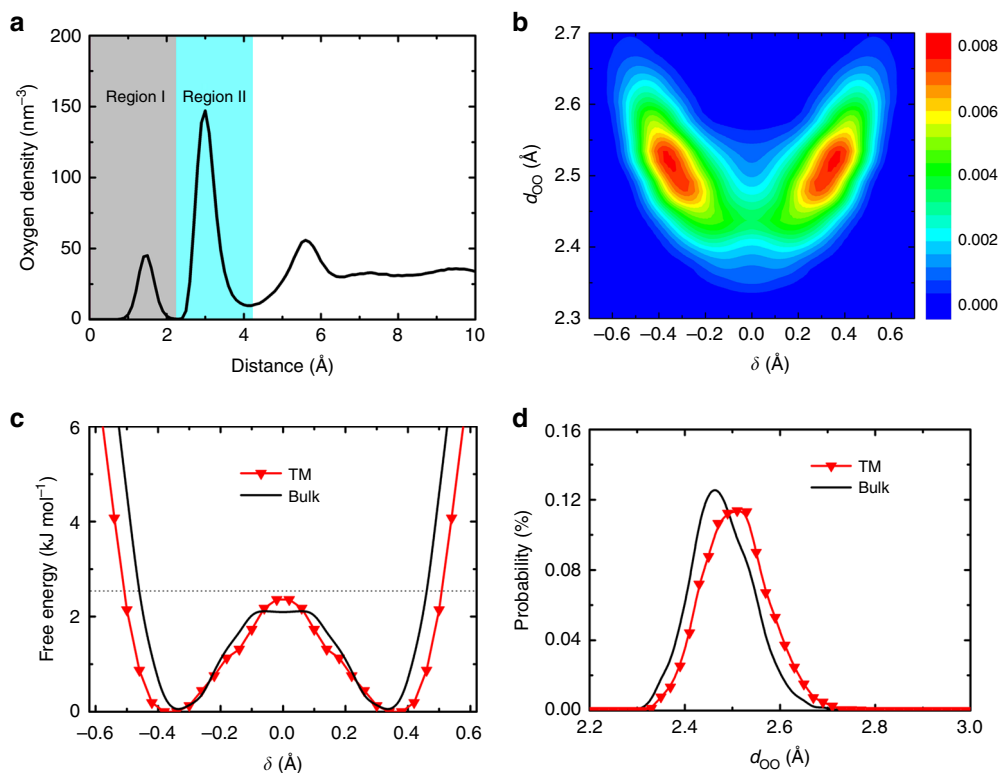 a
200
150
100
50
0
Oxygen density (nm⁻³)
Region I
Region II
0 2 4 6 8 10
Distance (Å)
b
2.7
2.6
2.5
2.4
2.3
dOO (Å)
−0.6 −0.4 −0.2 0.0 0.2 0.4 0.6
δ (Å)
0.008
0.006
0.004
0.002
0.000
c
6
4
2
0
Free energy (kJ mol⁻¹)
TM
Bulk
−0.6 −0.4 −0.2 0.0 0.2 0.4 0.6
δ (Å)
d
0.16
0.12
0.08
0.04
0.00
Probability (%)
TM
Bulk
2.2 2.4 2.6 2.8 3.0
dOO (Å)